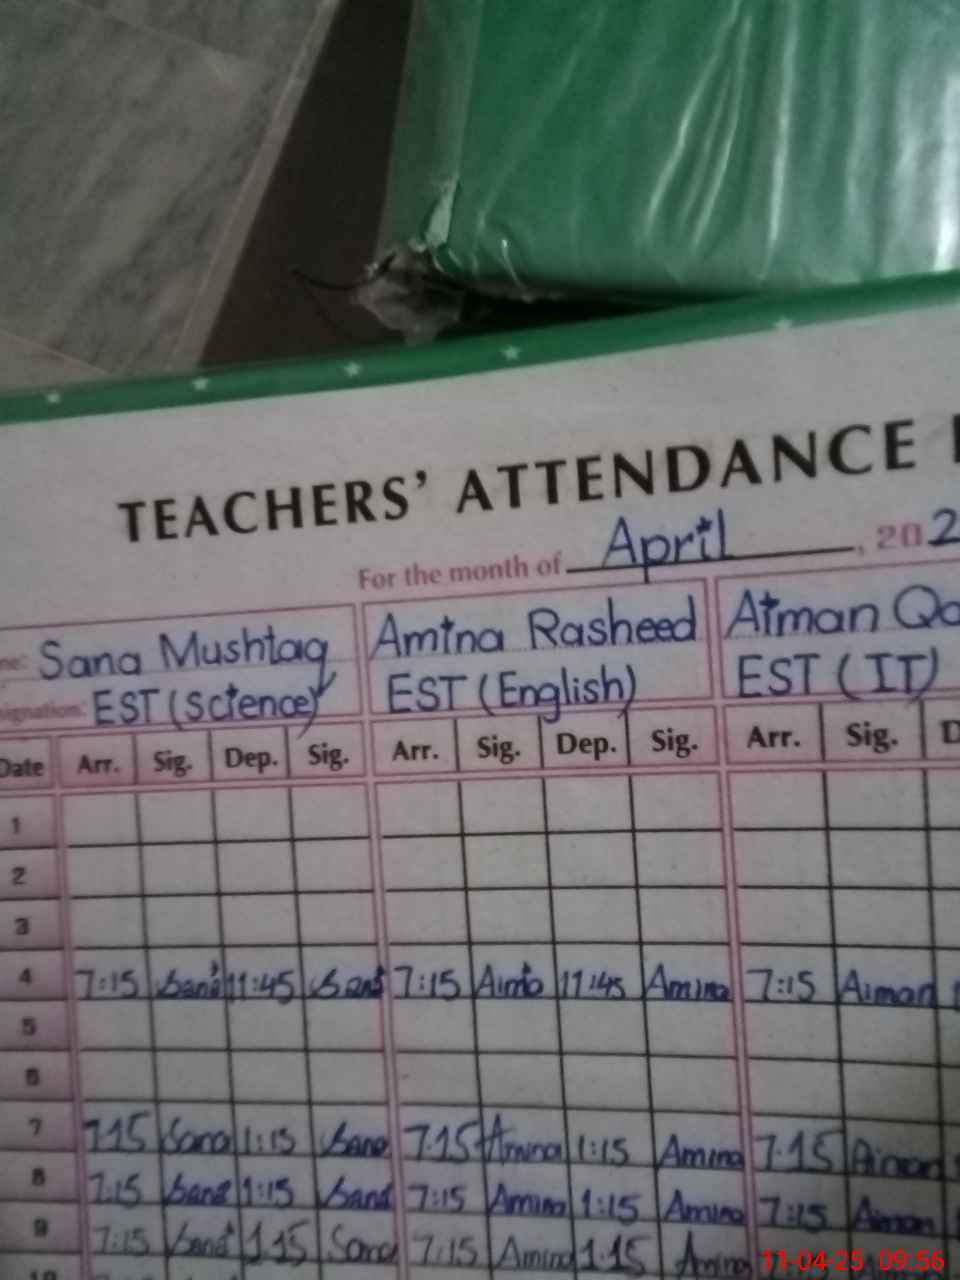 TEACHERS' ATTENDANCE
For the month of April, 202
Sana Mushtaq Amina Rasheed Aiman Qa
EST (Science) EST (English) EST (IT)
Date Arr. Sig. Dep. Sig. Arr. Sig. Dep. Sig. Arr. Sig. D
1
2
3
4 7:15 Sana 11:45 Sana 7:15 11:45 Amina 7:15 Aiman
5
6
7 7:15 Sana 1:15 Sana 7:15 Amina 1:15 Amina 7:15 Aiman
8 7:15 Sana 1:15 Sana 7:15 Amina 1:15 Amina 7:15 Aiman
9 7:15 Sana 1:15 Sana 7:15 Amina 1:15 Amina
10
11-04-25 09:56